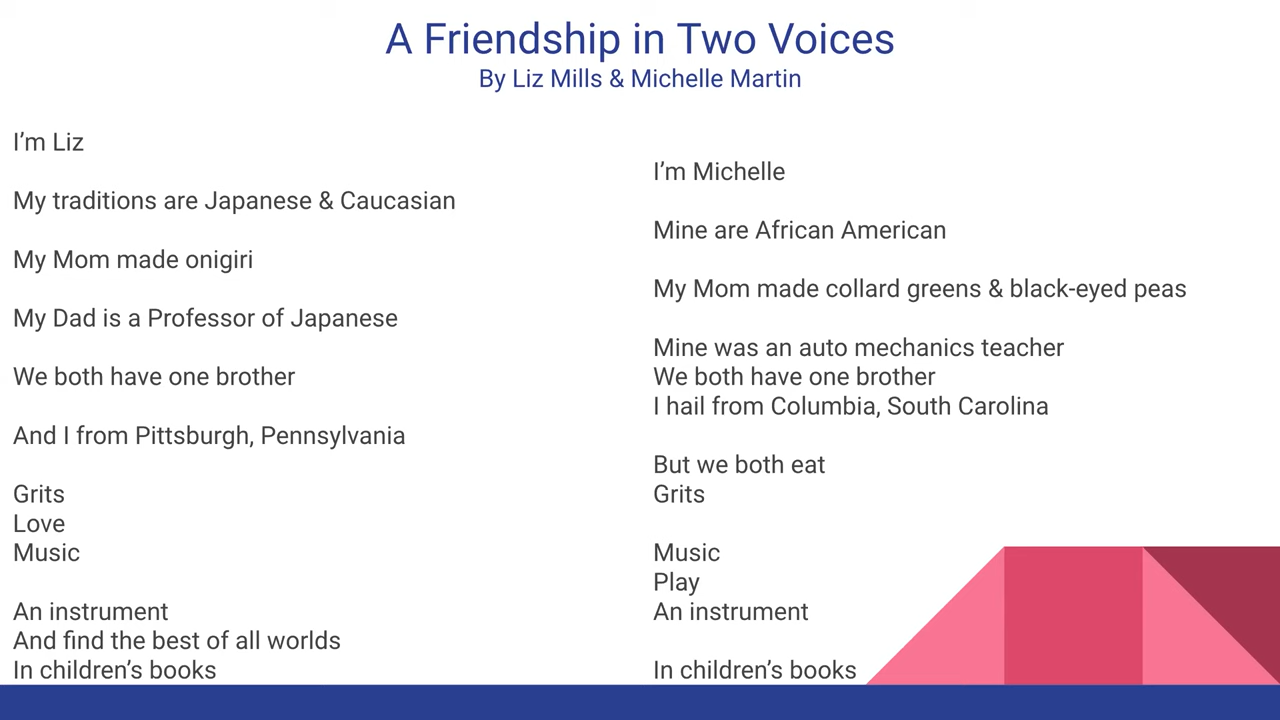 A Friendship in Two Voices
By Liz Mills & Michelle Martin
I'm Liz
I'm Michelle
My traditions are Japanese & Caucasian
Mine are African American
My Mom made onigiri
My Mom made collard greens & black-eyed peas
My Dad is a Professor of Japanese
Mine was an auto mechanics teacher
We both have one brother
We both have one brother
I hail from Columbia, South Carolina
And I from Pittsburgh, Pennsylvania
But we both eat
Grits
Grits
Love
Music
Music
Play
An instrument
An instrument
And find the best of all worlds
In children's books
In children's books